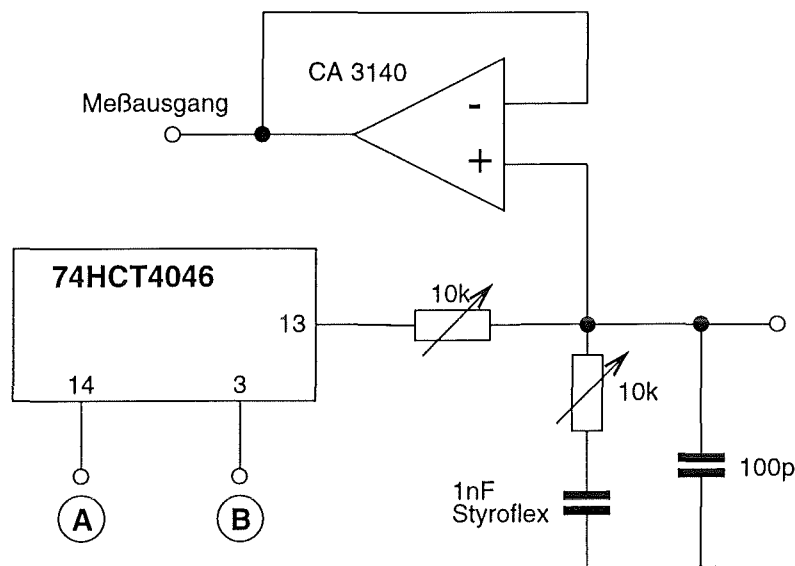 CA 3140
Meßausgang
-
+
74HCT4046
13
10k
14
3
10k
A
B
1nF
Styroflex
100p